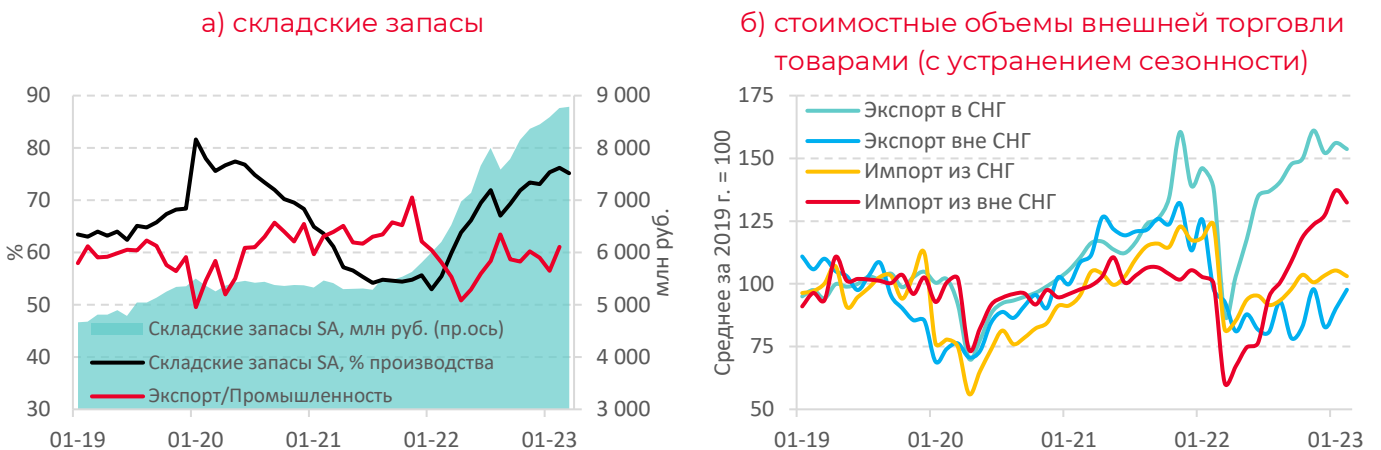 а) складские запасы
90
80
70
60
50
40
30
%
9 000
8 000
7 000
6 000
5 000
4 000
3 000
млн руб.
Складские запасы SA, млн руб. (пр.ось)
Складские запасы SA, % производства
Экспорт/Промышленность
01-19
01-20
01-21
01-22
01-23
б) стоимостные объемы внешней торговли
товарами (с устранением сезонности)
175
150
125
100
75
50
Среднее за 2019 г. = 100
Экспорт в СНГ
Экспорт вне СНГ
Импорт из СНГ
Импорт из вне СНГ
01-19
01-20
01-21
01-22
01-23